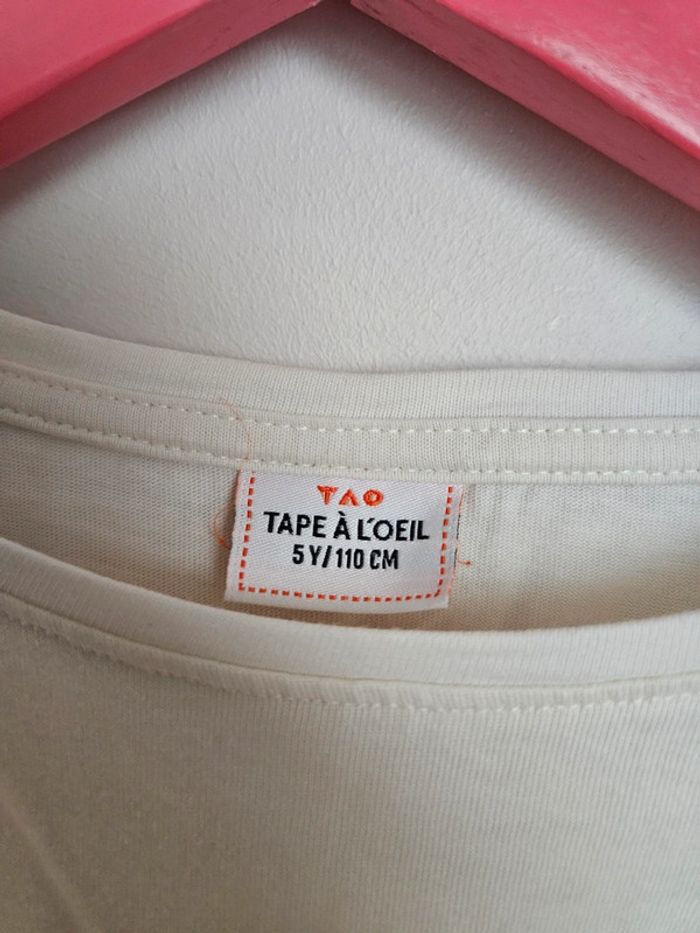 TAO
TAPE À L'OEIL
5 Y/110 CM